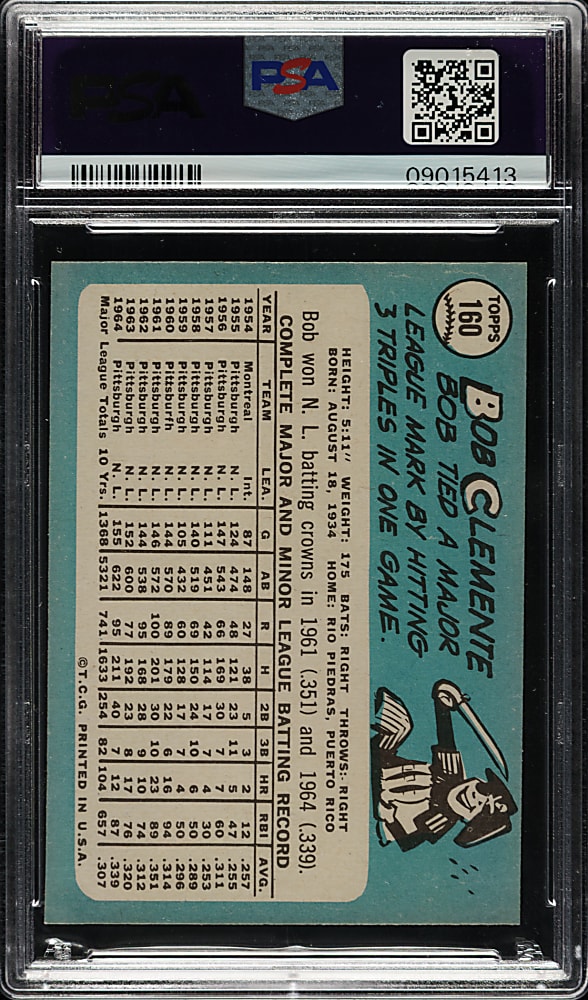 PSA
PSA
09015413
TOPPS
160
BOB CLEMENTE
BOB TIED A MAJOR
LEAGUE MARK BY HITTING
3 TRIPLES IN ONE GAME.
HEIGHT: 5:11" WEIGHT: 175 BATS: RIGHT THROWS: RIGHT
BORN: AUGUST 18, 1934 HOME: RIO PIEDRAS, PUERTO RICO
Bob won N. L. batting crowns in 1961 (.351) and 1964 (.339).
COMPLETE MAJOR AND MINOR LEAGUE BATTING RECORD
YEAR TEAM LEA. G AB R H 2B 3B HR RBI AVG.
1954 Montreal Int. 87 148 27 38 5 3 2 12 .257
1955 Pittsburgh N. L. 124 474 48 121 23 11 5 47 .255
1956 Pittsburgh N. L. 147 543 66 169 30 7 7 60 .311
1957 Pittsburgh N. L. 111 451 42 114 17 7 4 30 .253
1958 Pittsburgh N. L. 140 519 69 150 24 10 6 50 .289
1959 Pittsburgh N. L. 105 432 60 128 17 7 4 50 .296
1960 Pittsburfh N. L. 144 570 89 179 22 6 16 94 .314
1961 Pittsburgh N. L. 146 572 100 201 30 10 23 89 .351
1962 Pittsburgh N. L. 144 538 95 168 28 9 10 74 .312
1963 Pittsburgh N. L. 152 600 77 192 23 8 17 76 .320
1964 Pittsburgh N. L. 155 622 95 211 40 7 12 87 .339
Major League Totals 10 Yrs. 1368 5321 741 1633 254 82 104 657 .307
©T.C.G. PRINTED IN U.S.A.